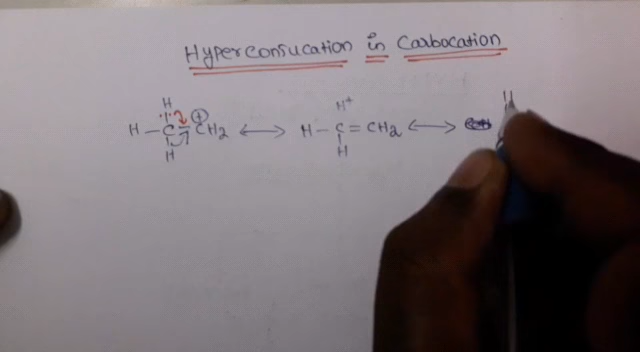 Hyperconjucation in Carbocation
H H⁺ H
H – C – ⊕CH₂ ⟷ H – C = CH₂ ⟷
H H